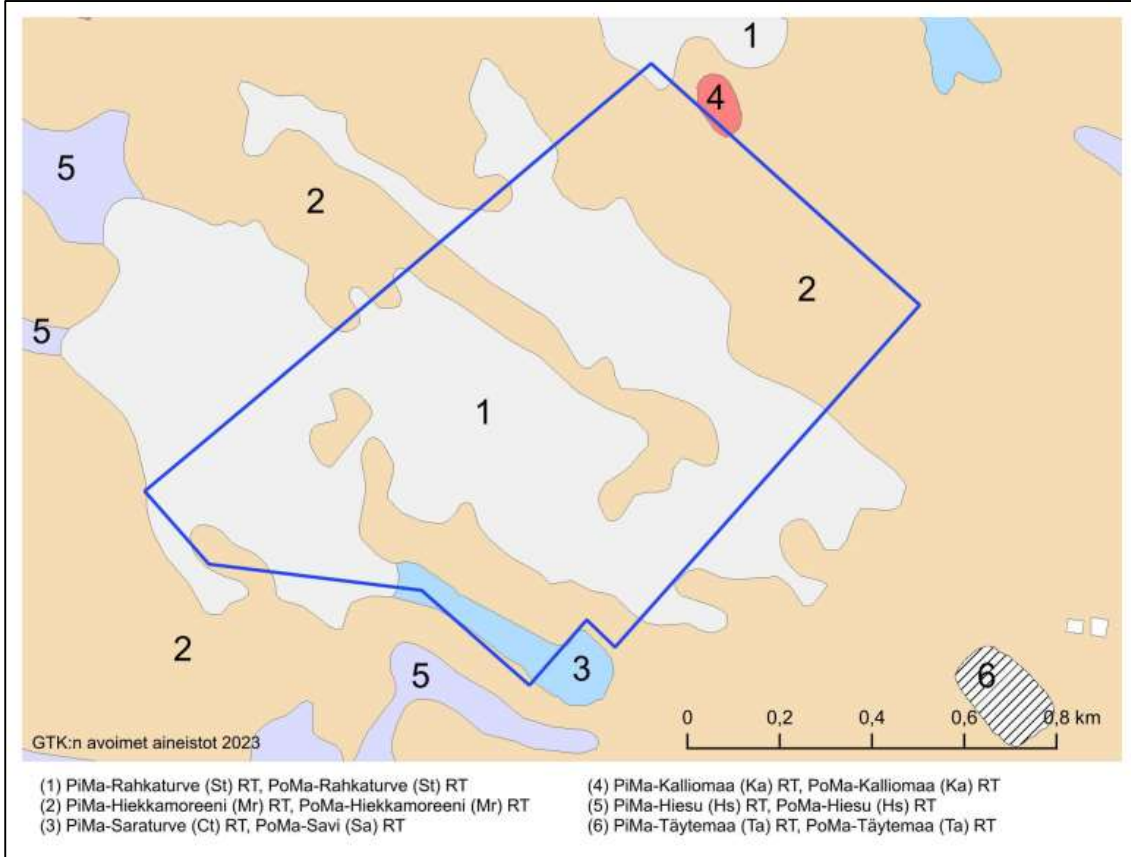 1
4
5
2
2
5
1
2
5
3
6
0 0,2 0,4 0,6 0,8 km
GTK:n avoimet aineistot 2023
(1) PiMa-Rahkaturve (St) RT, PoMa-Rahkaturve (St) RT
(2) PiMa-Hiekkamoreeni (Mr) RT, PoMa-Hiekkamoreeni (Mr) RT
(3) PiMa-Saraturve (Ct) RT, PoMa-Savi (Sa) RT
(4) PiMa-Kalliomaa (Ka) RT, PoMa-Kalliomaa (Ka) RT
(5) PiMa-Hiesu (Hs) RT, PoMa-Hiesu (Hs) RT
(6) PiMa-Täytemaa (Ta) RT, PoMa-Täytemaa (Ta) RT